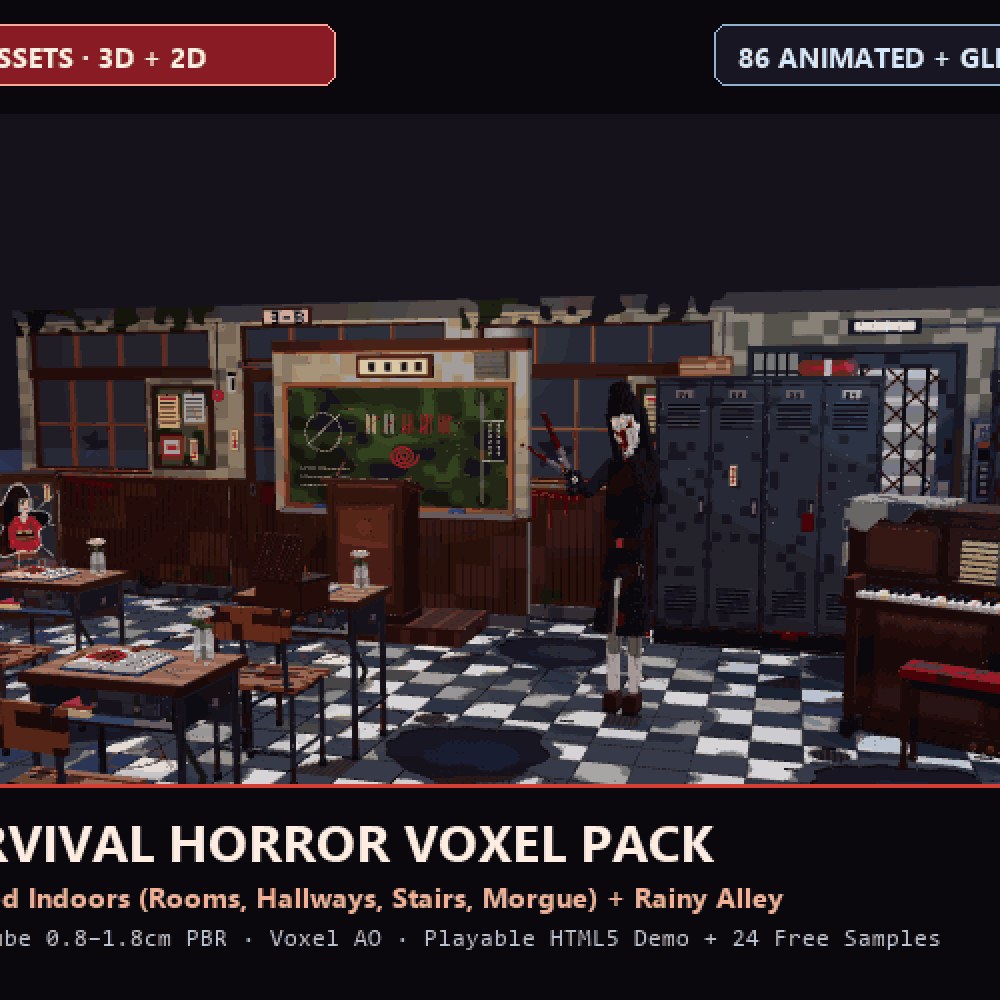 SSETS · 3D + 2D
86 ANIMATED + GL
3-B
RVIVAL HORROR VOXEL PACK
d Indoors (Rooms, Hallways, Stairs, Morgue) + Rainy Alley
ube 0.8–1.8cm PBR · Voxel AO · Playable HTML5 Demo + 24 Free Samples